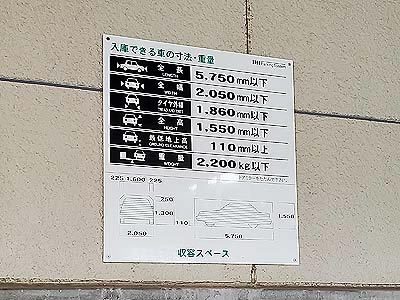 入庫できる車の寸法・重量
全長 LENGTH 5.750mm以下
全幅 WIDTH 2.050mm以下
タイヤ外幅 1.860mm以下
全高 HEIGHT 1.550mm以下
最低地上高 GROUND CLEARANCE 110mm以上
重量 WEIGHT 2.200kg以下
225 1.600 225
250
1.300
110
2.050
1.550
5.750
収容スペース